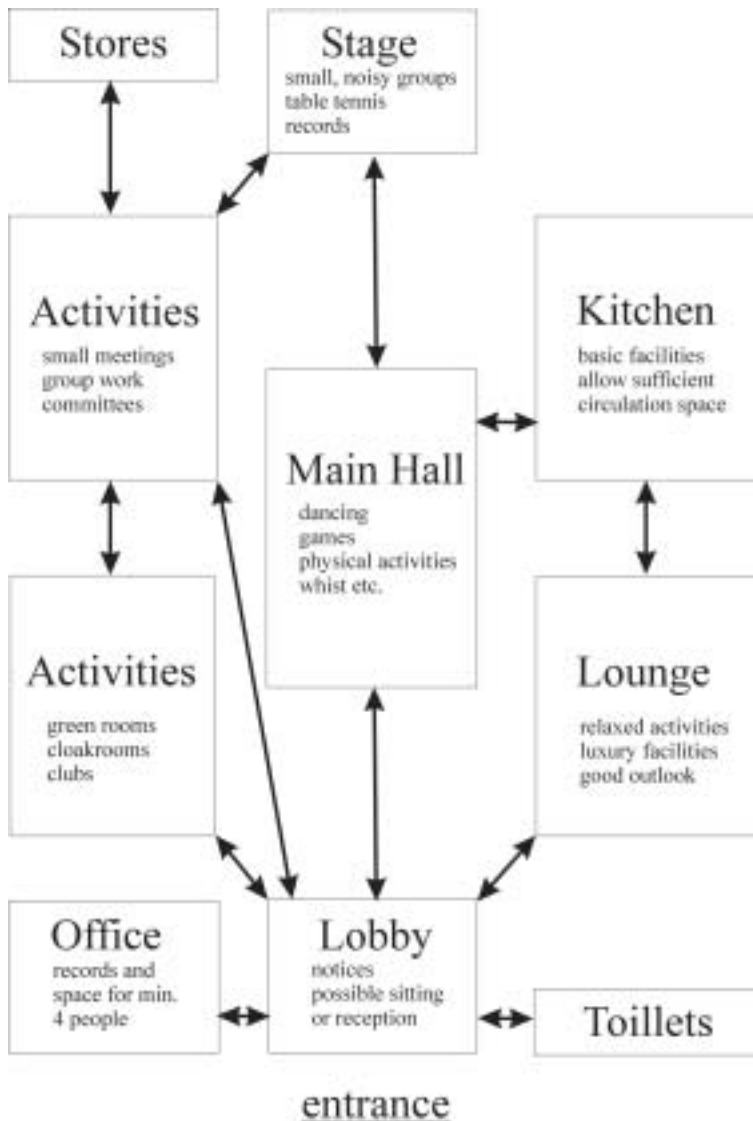 Stores
Stage
small, noisy groups
table tennis
records
Activities
small meetings
group work
committees
Kitchen
basic facilities
allow sufficient
circulation space
Main Hall
dancing
games
physical activities
whist etc.
Activities
green rooms
cloakrooms
clubs
Lounge
relaxed activities
luxury facilities
good outlook
Office
records and
space for min.
4 people
Lobby
notices
possible sitting
or reception
Toillets
entrance